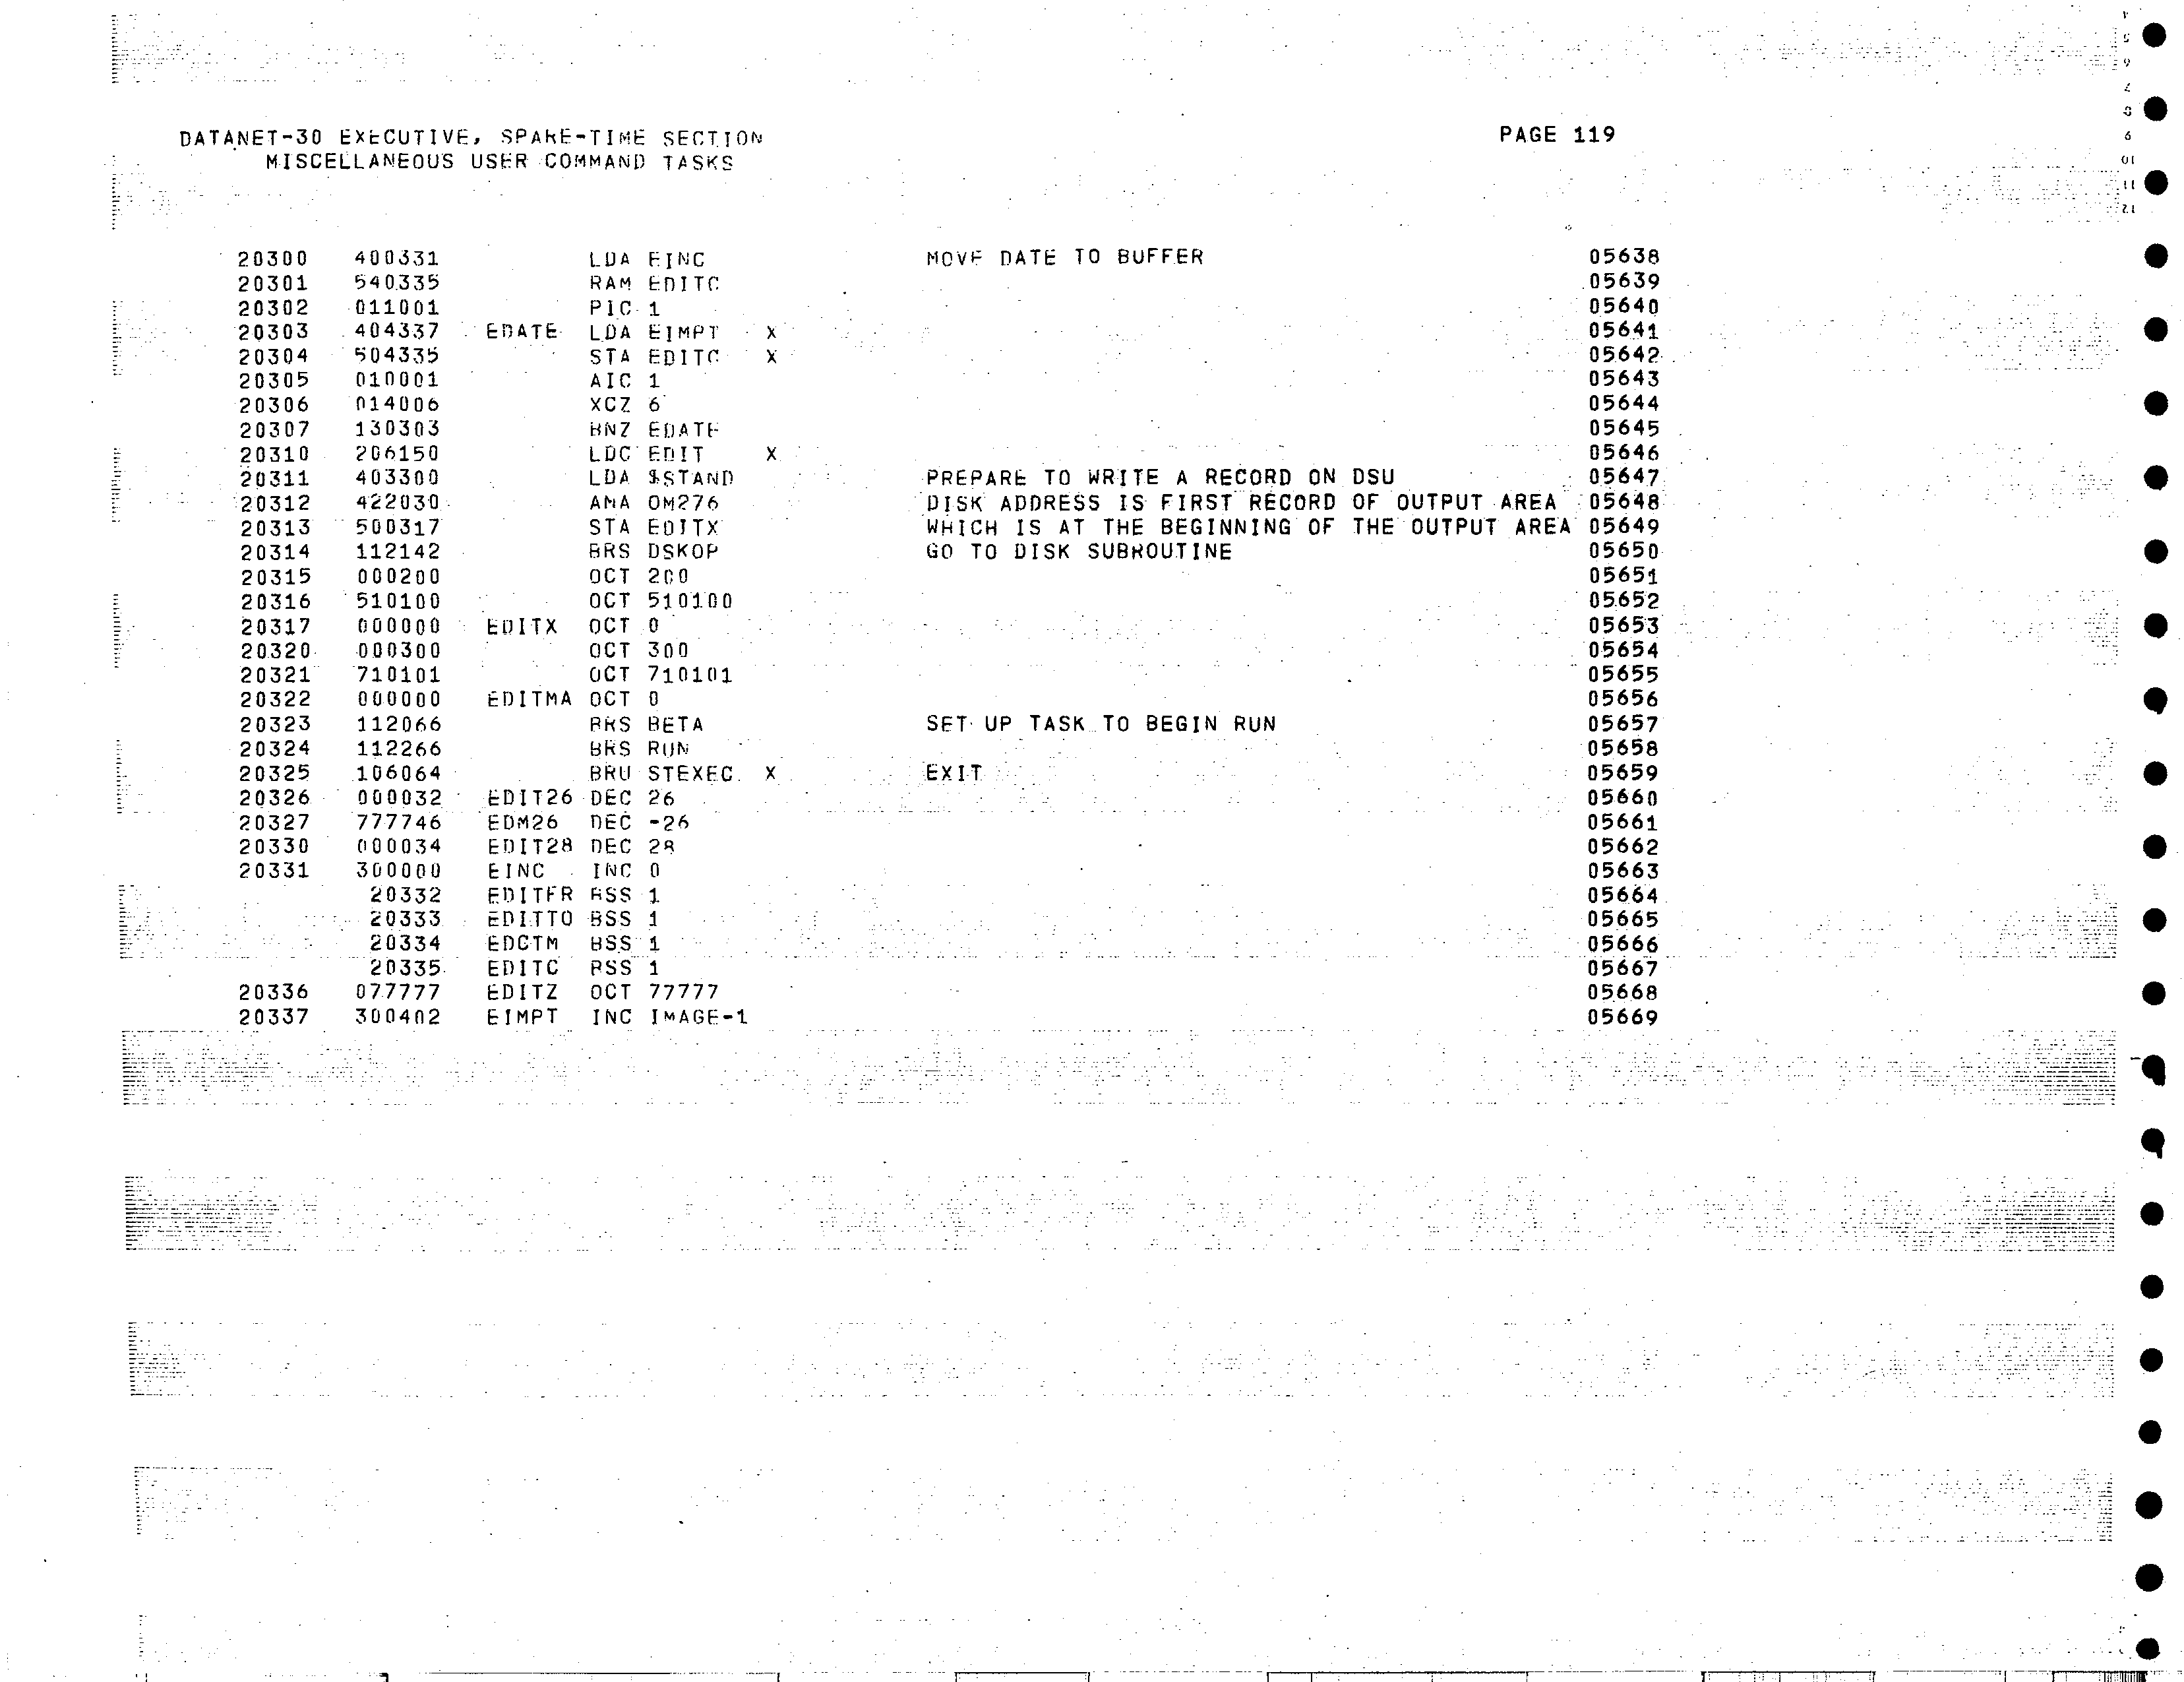 DATANET-30 EXECUTIVE, SPARE-TIME SECTION PAGE 119
MISCELLANEOUS USER COMMAND TASKS
20300 400331 LDA EINC MOVE DATE TO BUFFER 05638
20301 540335 RAM EDITC 05639
20302 011001 PIC 1 05640
20303 404337 EDATE LDA EIMPT X 05641
20304 504335 STA EDITC X 05642
20305 010001 AIC 1 05643
20306 014006 XCZ 6 05644
20307 130303 BNZ EDATE 05645
20310 206150 LDC EDIT X 05646
20311 403300 LDA $STAND PREPARE TO WRITE A RECORD ON DSU 05647
20312 422030 AMA OM276 DISK ADDRESS IS FIRST RECORD OF OUTPUT AREA 05648
20313 500317 STA EDITX WHICH IS AT THE BEGINNING OF THE OUTPUT AREA 05649
20314 112142 BRS DSKOP GO TO DISK SUBROUTINE 05650
20315 000200 OCT 200 05651
20316 510100 OCT 510100 05652
20317 000000 EDITX OCT 0 05653
20320 000300 OCT 300 05654
20321 710101 OCT 710101 05655
20322 000000 EDITMA OCT 0 05656
20323 112066 BRS BETA SET UP TASK TO BEGIN RUN 05657
20324 112266 BRS RUN 05658
20325 106064 BRU STEXEC X EXIT 05659
20326 000032 EDIT26 DEC 26 05660
20327 777746 EDM26 DEC -26 05661
20330 000034 EDIT28 DEC 28 05662
20331 300000 EINC INC 0 05663
20332 EDITFR BSS 1 05664
20333 EDITTO BSS 1 05665
20334 EDCTM BSS 1 05666
20335 EDITC BSS 1 05667
20336 077777 EDITZ OCT 77777 05668
20337 300402 EIMPT INC IMAGE-1 05669